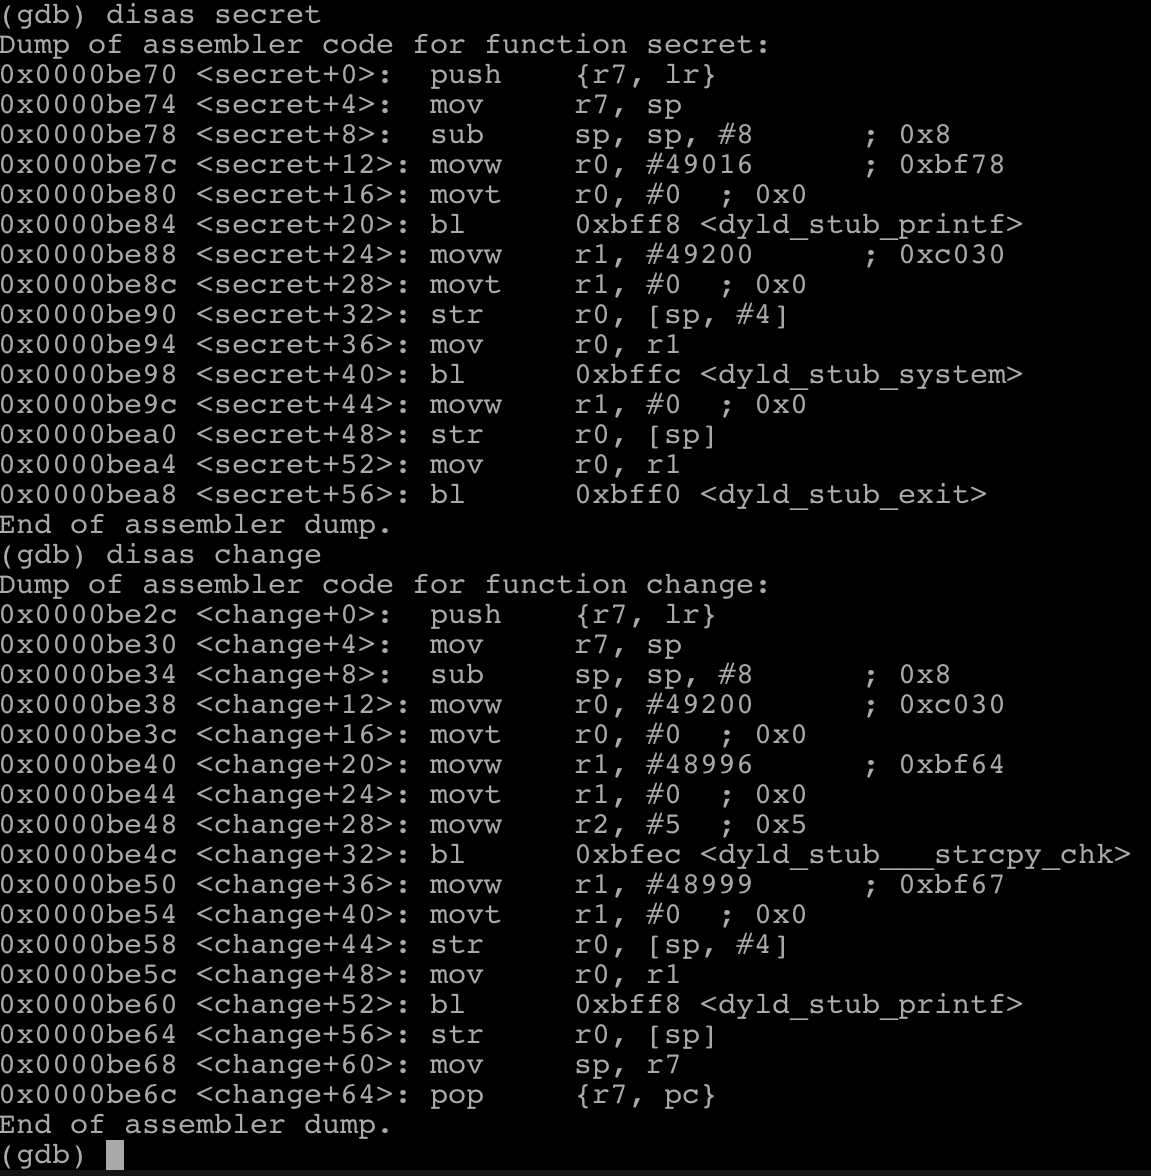 (gdb) disas secret
Dump of assembler code for function secret:
0x0000be70 <secret+0>:  push    {r7, lr}
0x0000be74 <secret+4>:  mov     r7, sp
0x0000be78 <secret+8>:  sub     sp, sp, #8      ; 0x8
0x0000be7c <secret+12>: movw    r0, #49016      ; 0xbf78
0x0000be80 <secret+16>: movt    r0, #0  ; 0x0
0x0000be84 <secret+20>: bl      0xbff8 <dyld_stub_printf>
0x0000be88 <secret+24>: movw    r1, #49200      ; 0xc030
0x0000be8c <secret+28>: movt    r1, #0  ; 0x0
0x0000be90 <secret+32>: str     r0, [sp, #4]
0x0000be94 <secret+36>: mov     r0, r1
0x0000be98 <secret+40>: bl      0xbffc <dyld_stub_system>
0x0000be9c <secret+44>: movw    r1, #0  ; 0x0
0x0000bea0 <secret+48>: str     r0, [sp]
0x0000bea4 <secret+52>: mov     r0, r1
0x0000bea8 <secret+56>: bl      0xbff0 <dyld_stub_exit>
End of assembler dump.
(gdb) disas change
Dump of assembler code for function change:
0x0000be2c <change+0>:  push    {r7, lr}
0x0000be30 <change+4>:  mov     r7, sp
0x0000be34 <change+8>:  sub     sp, sp, #8      ; 0x8
0x0000be38 <change+12>: movw    r0, #49200      ; 0xc030
0x0000be3c <change+16>: movt    r0, #0  ; 0x0
0x0000be40 <change+20>: movw    r1, #48996      ; 0xbf64
0x0000be44 <change+24>: movt    r1, #0  ; 0x0
0x0000be48 <change+28>: movw    r2, #5  ; 0x5
0x0000be4c <change+32>: bl      0xbfec <dyld_stub___strcpy_chk>
0x0000be50 <change+36>: movw    r1, #48999      ; 0xbf67
0x0000be54 <change+40>: movt    r1, #0  ; 0x0
0x0000be58 <change+44>: str     r0, [sp, #4]
0x0000be5c <change+48>: mov     r0, r1
0x0000be60 <change+52>: bl      0xbff8 <dyld_stub_printf>
0x0000be64 <change+56>: str     r0, [sp]
0x0000be68 <change+60>: mov     sp, r7
0x0000be6c <change+64>: pop     {r7, pc}
End of assembler dump.
(gdb)